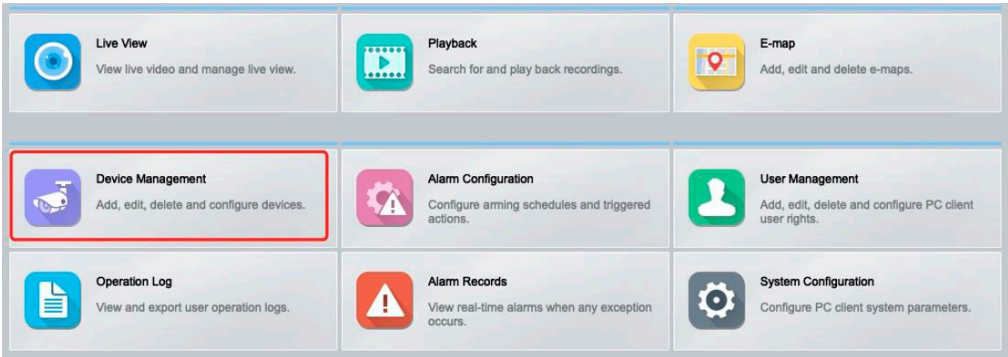 Live View
View live video and manage live view.
Playback
Search for and play back recordings.
E-map
Add, edit and delete e-maps.
Device Management
Add, edit, delete and configure devices.
Alarm Configuration
Configure arming schedules and triggered
actions.
User Management
Add, edit, delete and configure PC client
user rights.
Operation Log
View and export user operation logs.
Alarm Records
View real-time alarms when any exception
occurs.
System Configuration
Configure PC client system parameters.